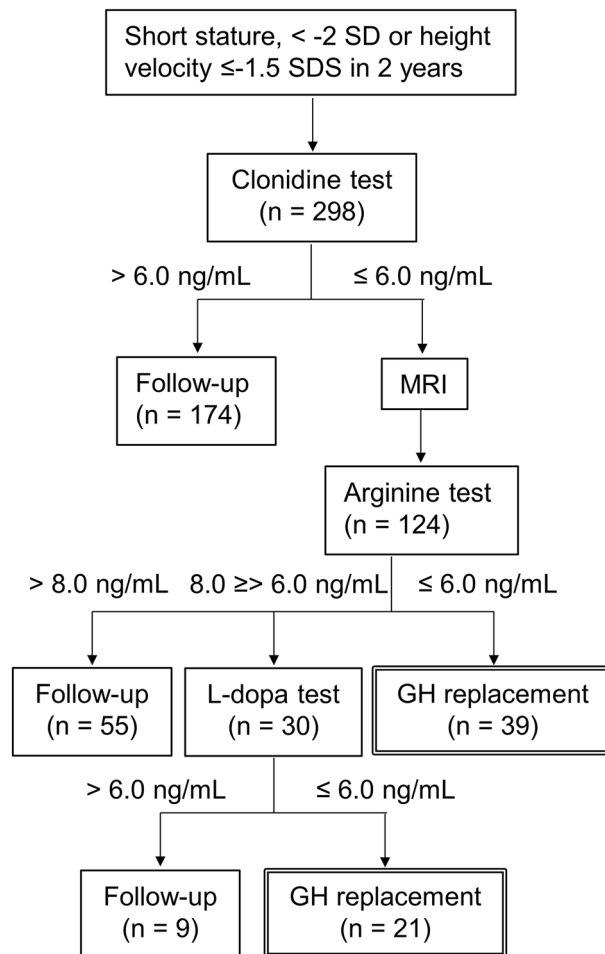 Short stature, < -2 SD or height
velocity ≤-1.5 SDS in 2 years
Clonidine test
(n = 298)
> 6.0 ng/mL
≤ 6.0 ng/mL
Follow-up
(n = 174)
MRI
Arginine test
(n = 124)
> 8.0 ng/mL
8.0 ≥> 6.0 ng/mL
≤ 6.0 ng/mL
Follow-up
(n = 55)
L-dopa test
(n = 30)
GH replacement
(n = 39)
> 6.0 ng/mL
≤ 6.0 ng/mL
Follow-up
(n = 9)
GH replacement
(n = 21)